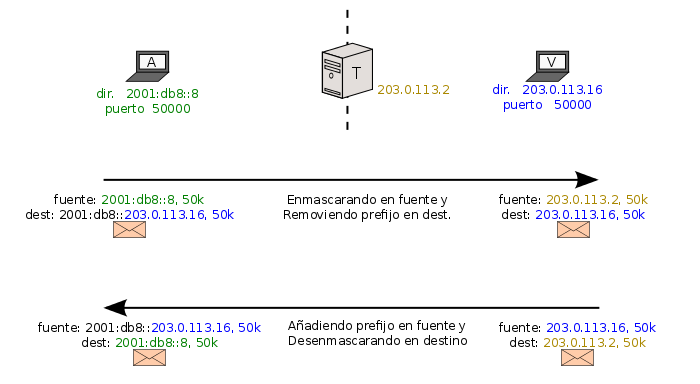 A
T
V
dir. 2001:db8::8
puerto 50000
203.0.113.2
dir. 203.0.113.16
puerto 50000
fuente: 2001:db8::8, 50k
dest: 2001:db8::203.0.113.16, 50k
Enmascarando en fuente y
Removiendo prefijo en dest.
fuente: 203.0.113.2, 50k
dest: 203.0.113.16, 50k
fuente: 2001:db8::203.0.113.16, 50k
dest: 2001:db8::8, 50k
Añadiendo prefijo en fuente y
Desenmascarando en destino
fuente: 203.0.113.16, 50k
dest: 203.0.113.2, 50k